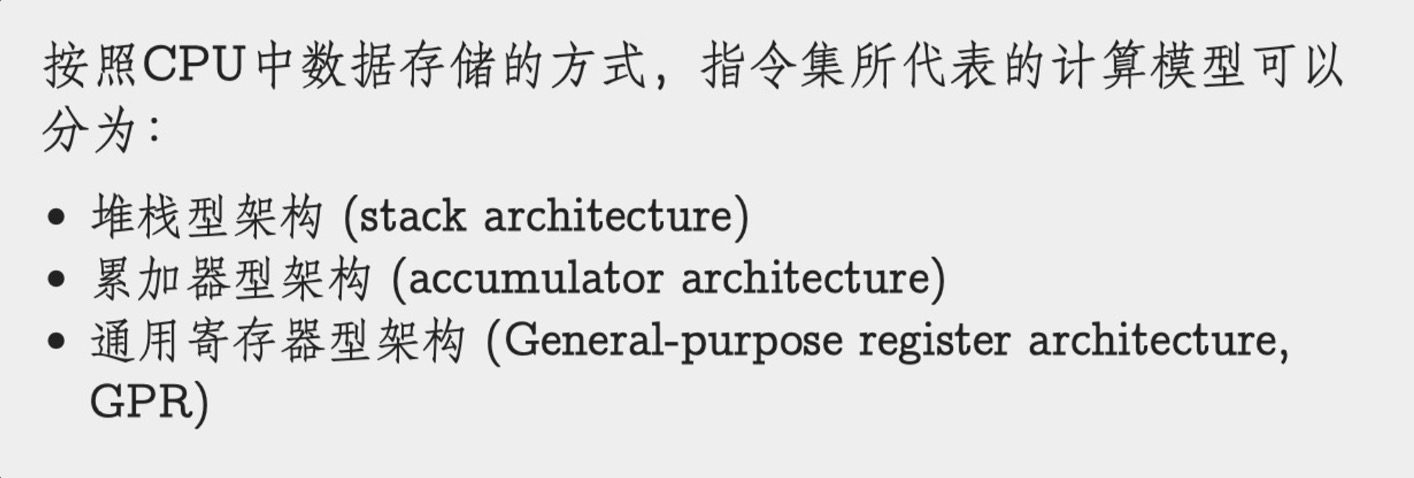 按照CPU中数据存储的方式，指令集所代表的计算模型可以
分为：
• 堆栈型架构 (stack architecture)
• 累加器型架构 (accumulator architecture)
• 通用寄存器型架构 (General-purpose register architecture,
GPR)